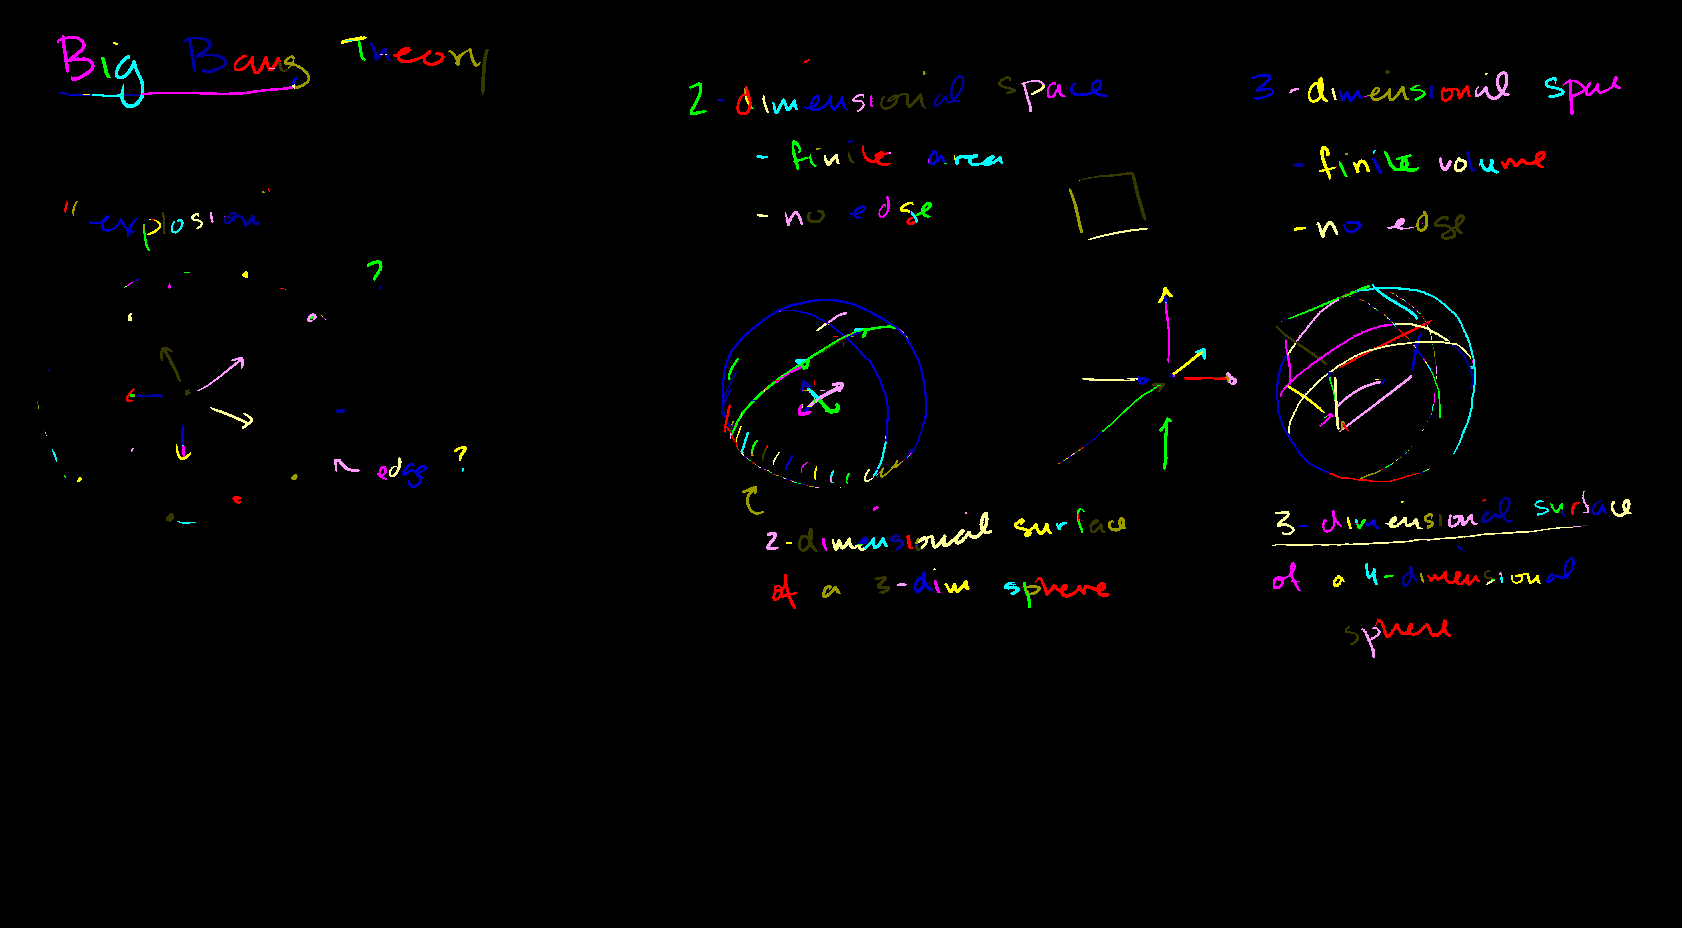 Big Bang Theory
"explosion"
?
edge ?
2-dimensional space
- finite area
- no edge
2-dimensional surface
of a 3-dim sphere
3-dimensional space
- finite volume
- no edge
3-dimensional surface
of a 4-dimensional
sphere